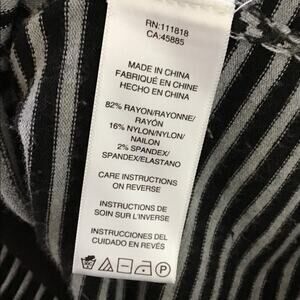 RN:111818
CA:45885
MADE IN CHINA
FABRIQUÉ EN CHINE
HECHO EN CHINA
82% RAYON/RAYONNE/
RAYÓN
16% NYLON/NYLON/
NAILON
2% SPANDEX/
SPANDEX/ELASTANO
CARE INSTRUCTIONS
ON REVERSE
INSTRUCTIONS DE
SOIN SUR L'INVERSE
INSTRUCCIONES DEL
CUIDADO EN REVÉS
P